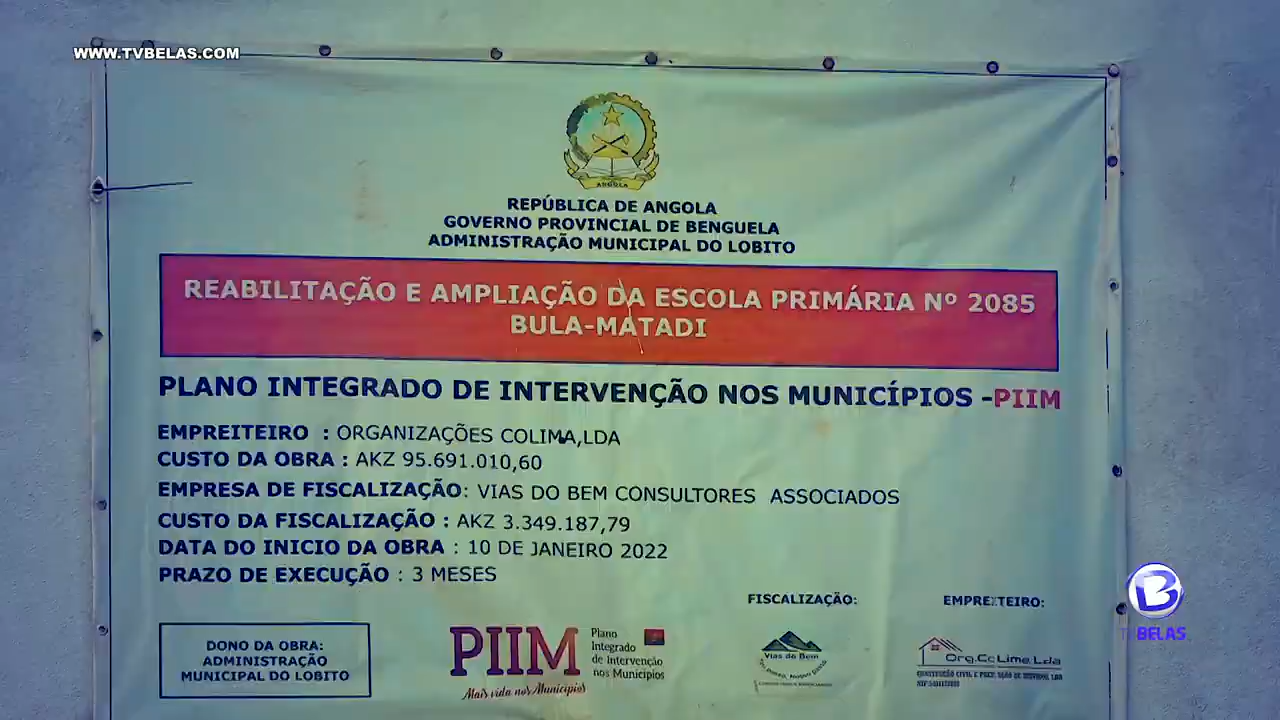 WWW.TVBELAS.COM
ANGOLA
REPÚBLICA DE ANGOLA
GOVERNO PROVINCIAL DE BENGUELA
ADMINISTRAÇÃO MUNICIPAL DO LOBITO
REABILITAÇÃO E AMPLIAÇÃO DA ESCOLA PRIMÁRIA Nº 2085
BULA-MATADI
PLANO INTEGRADO DE INTERVENÇÃO NOS MUNICÍPIOS -PIIM
EMPREITEIRO : ORGANIZAÇÕES COLIMA,LDA
CUSTO DA OBRA : AKZ 95.691.010,60
EMPRESA DE FISCALIZAÇÃO: VIAS DO BEM CONSULTORES ASSOCIADOS
CUSTO DA FISCALIZAÇÃO : AKZ 3.349.187,79
DATA DO INICIO DA OBRA : 10 DE JANEIRO 2022
PRAZO DE EXECUÇÃO : 3 MESES
FISCALIZAÇÃO:
EMPREITEIRO:
DONO DA OBRA:
ADMINISTRAÇÃO
MUNICIPAL DO LOBITO
PIIM
Mais vida nos Municípios
Plano
Integrado
de Intervenção
nos Municípios
Vias do Bem
Org.CoLima,Lda
B
TVBELAS